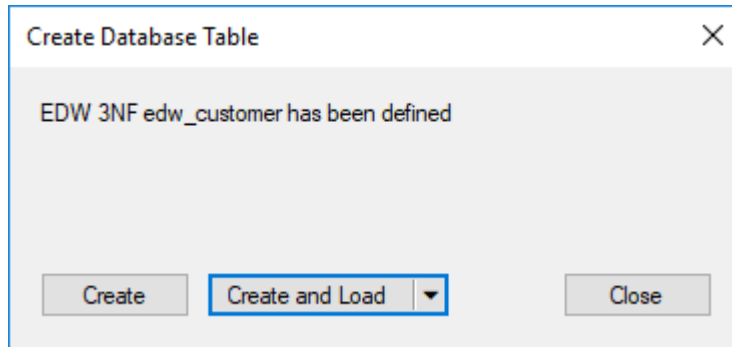 Create Database Table
EDW 3NF edw_customer has been defined
Create
Create and Load
Close